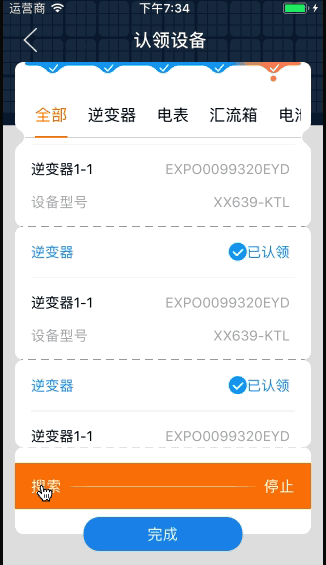 运营商 下午7:34
认领设备
全部 逆变器 电表 汇流箱 电池
逆变器1-1 EXPO0099320EYD
设备型号 XX639-KTL
逆变器 已认领
逆变器1-1 EXPO0099320EYD
设备型号 XX639-KTL
逆变器 已认领
逆变器1-1 EXPO0099320EYD
搜索 停止
完成